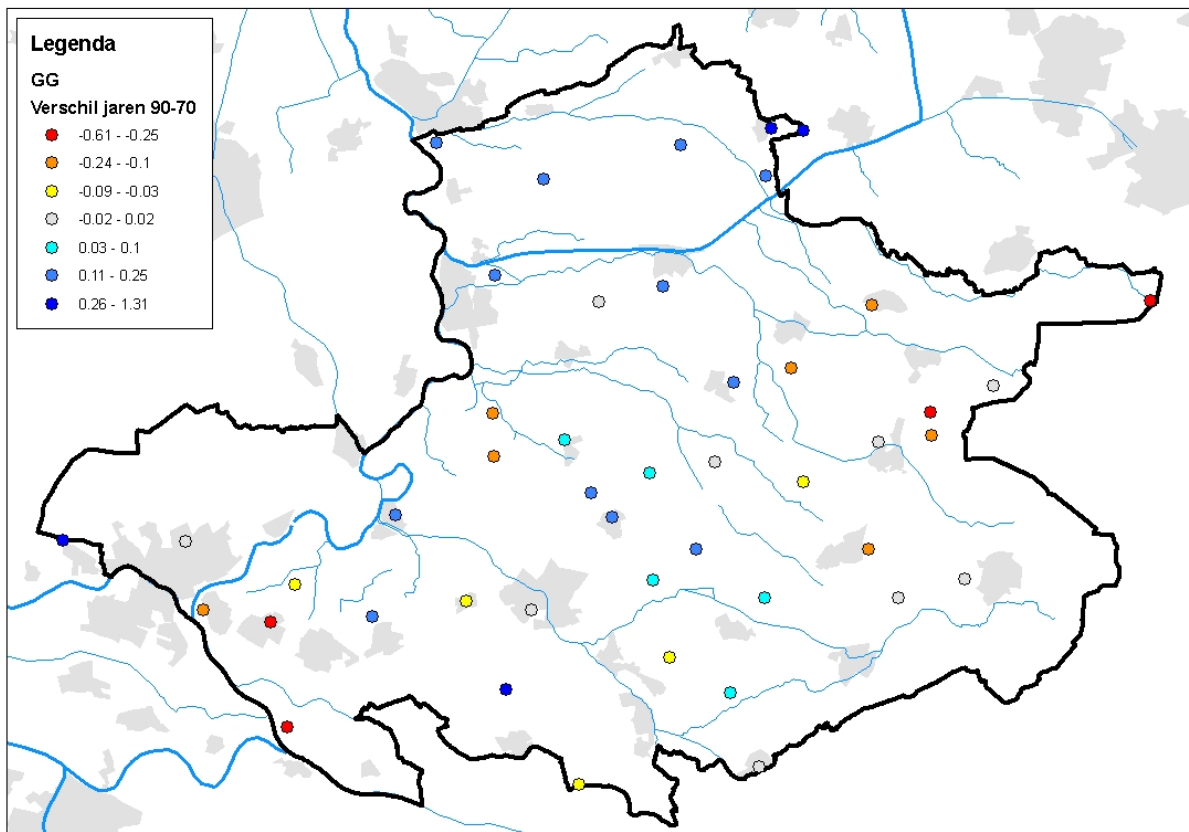 Legenda
GG
Verschil jaren 90-70
-0.61 - -0.25
-0.24 - -0.1
-0.09 - -0.03
-0.02 - 0.02
0.03 - 0.1
0.11 - 0.25
0.26 - 1.31